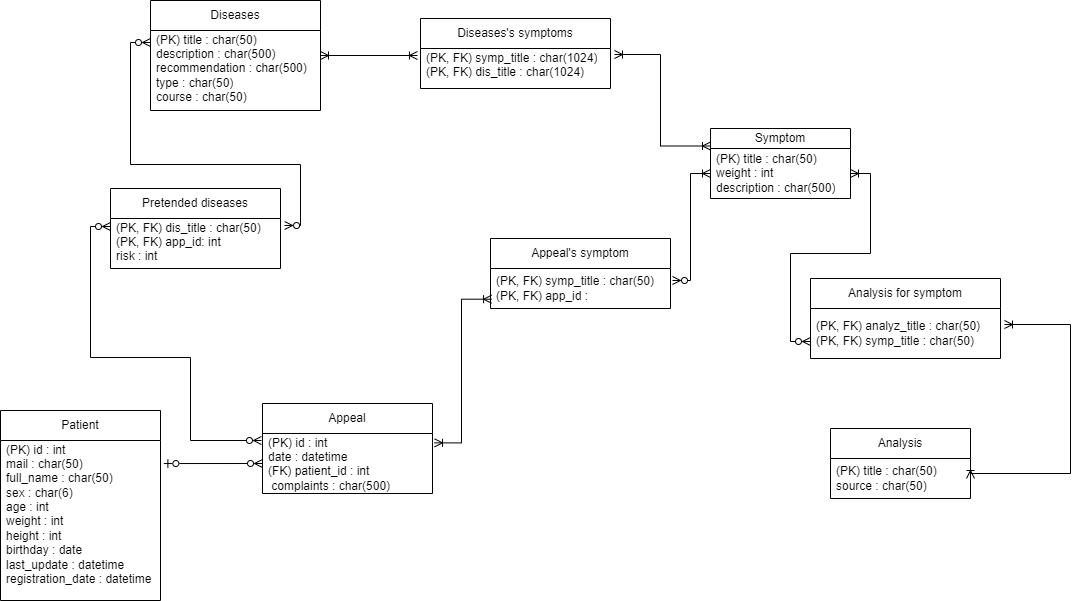 Diseases
(PK) title : char(50)
description : char(500)
recommendation : char(500)
type : char(50)
course : char(50)
Diseases's symptoms
(PK, FK) symp_title : char(1024)
(PK, FK) dis_title : char(1024)
Symptom
(PK) title : char(50)
weight : int
description : char(500)
Pretended diseases
(PK, FK) dis_title : char(50)
(PK, FK) app_id: int
risk : int
Appeal's symptom
(PK, FK) symp_title : char(50)
(PK, FK) app_id :
Analysis for symptom
(PK, FK) analyz_title : char(50)
(PK, FK) symp_title : char(50)
Patient
(PK) id : int
mail : char(50)
full_name : char(50)
sex : char(6)
age : int
weight : int
height : int
birthday : date
last_update : datetime
registration_date : datetime
Appeal
(PK) id : int
date : datetime
(FK) patient_id : int
complaints : char(500)
Analysis
(PK) title : char(50)
source : char(50)